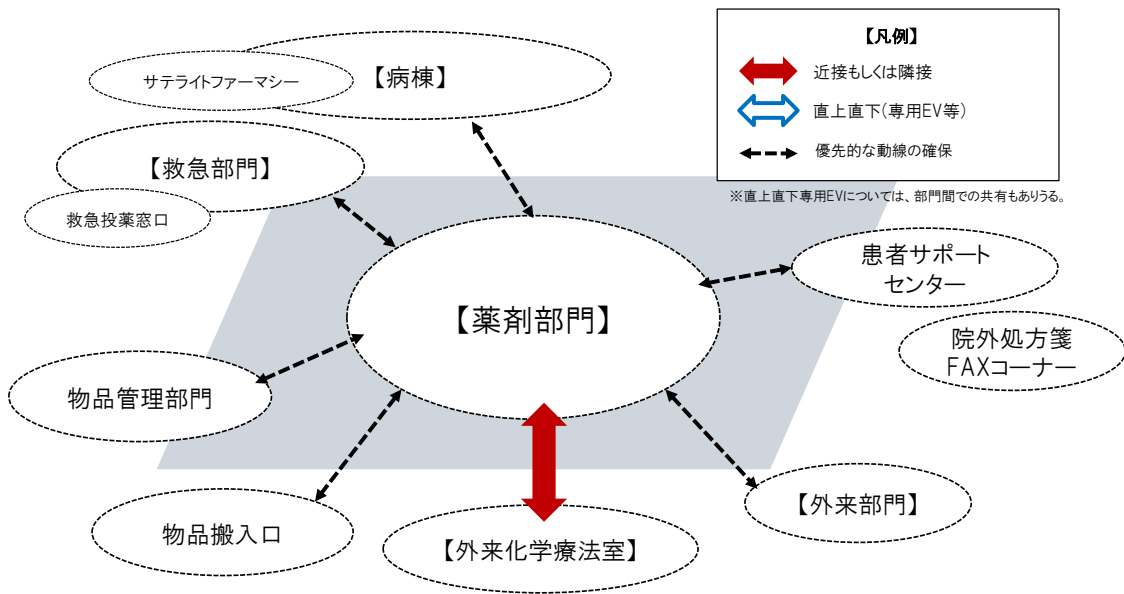 【凡例】
近接もしくは隣接
直上直下(専用EV等)
優先的な動線の確保
※直上直下専用EVについては、部門間での共有もありうる。
サテライトファーマシー
【病棟】
【救急部門】
救急投薬窓口
患者サポート
センター
【薬剤部門】
院外処方箋
FAXコーナー
物品管理部門
【外来部門】
物品搬入口
【外来化学療法室】